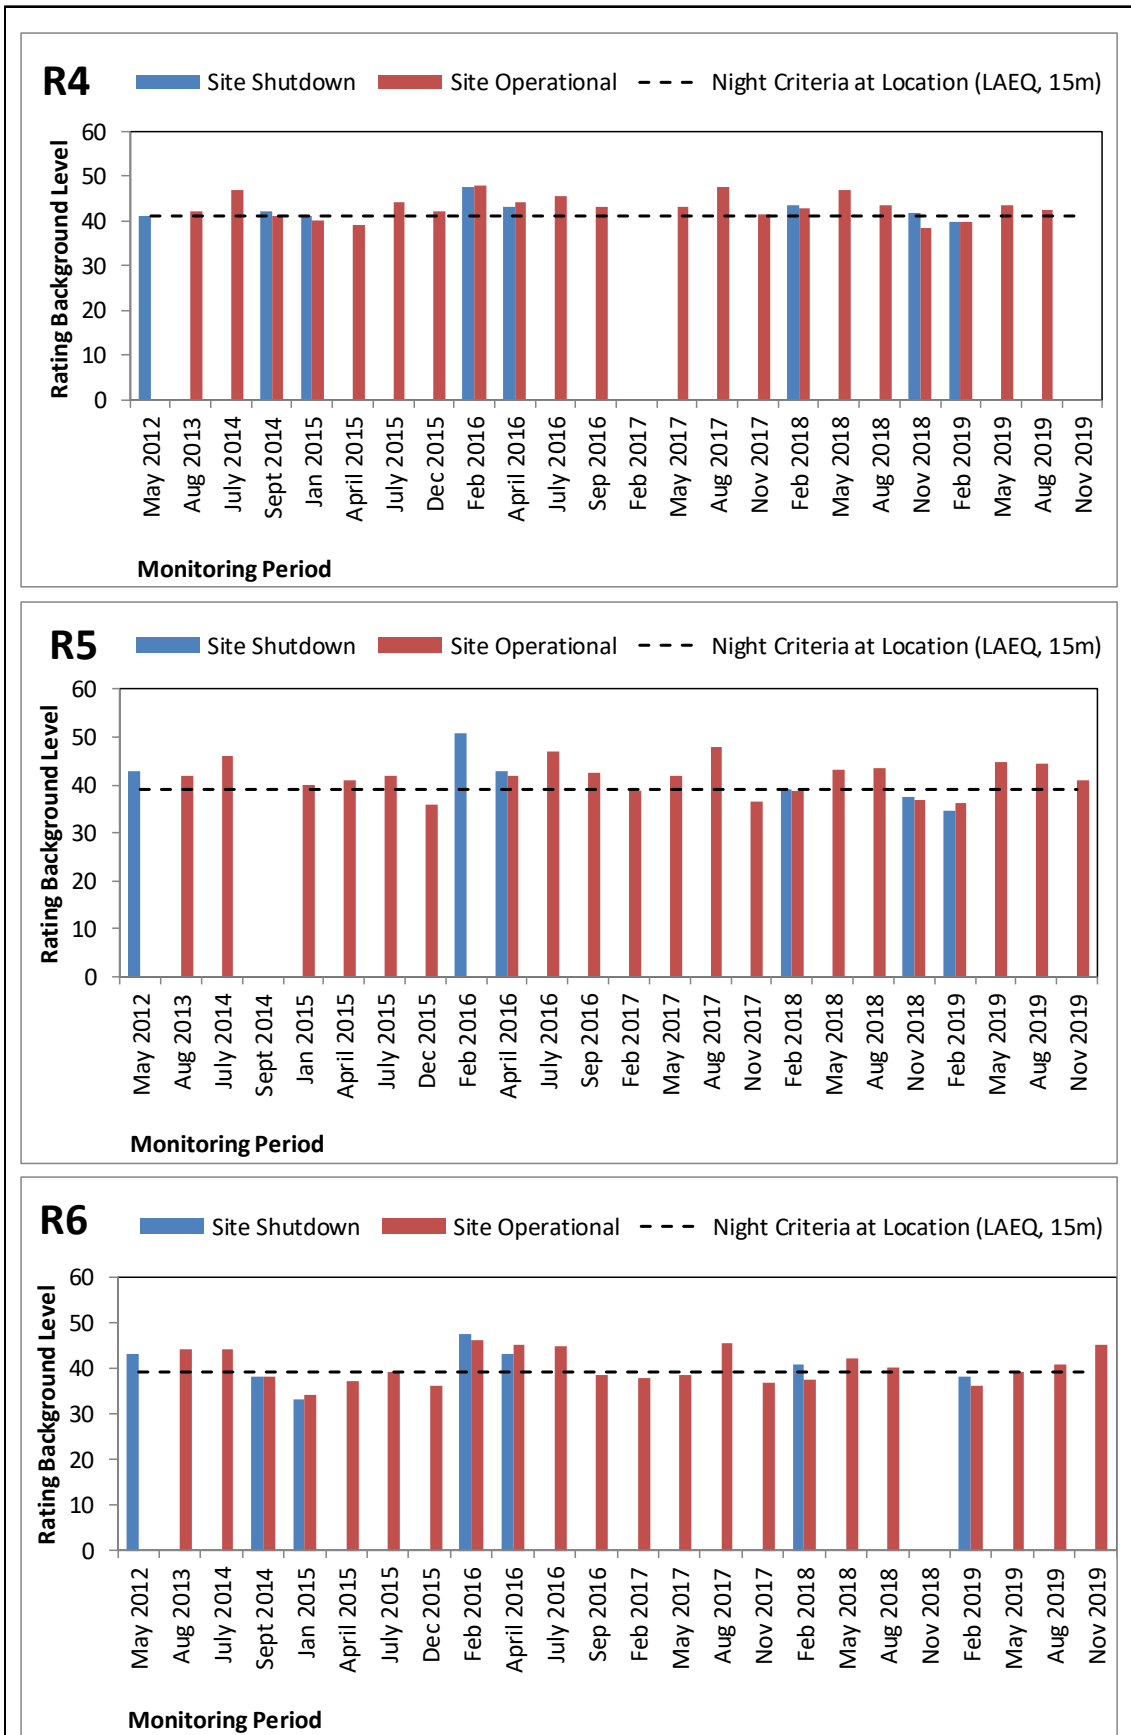 R4 Site Shutdown Site Operational Night Criteria at Location (LAEQ, 15m)
Rating Background Level
60
50
40
30
20
10
0
May 2012
Aug 2013
July 2014
Sept 2014
Jan 2015
April 2015
July 2015
Dec 2015
Feb 2016
April 2016
July 2016
Sep 2016
Feb 2017
May 2017
Aug 2017
Nov 2017
Feb 2018
May 2018
Aug 2018
Nov 2018
Feb 2019
May 2019
Aug 2019
Nov 2019
Monitoring Period
R5 Site Shutdown Site Operational Night Criteria at Location (LAEQ, 15m)
Rating Background Level
60
50
40
30
20
10
0
May 2012
Aug 2013
July 2014
Sept 2014
Jan 2015
April 2015
July 2015
Dec 2015
Feb 2016
April 2016
July 2016
Sep 2016
Feb 2017
May 2017
Aug 2017
Nov 2017
Feb 2018
May 2018
Aug 2018
Nov 2018
Feb 2019
May 2019
Aug 2019
Nov 2019
Monitoring Period
R6 Site Shutdown Site Operational Night Criteria at Location (LAEQ, 15m)
Rating Background Level
60
50
40
30
20
10
0
May 2012
Aug 2013
July 2014
Sept 2014
Jan 2015
April 2015
July 2015
Dec 2015
Feb 2016
April 2016
July 2016
Sep 2016
Feb 2017
May 2017
Aug 2017
Nov 2017
Feb 2018
May 2018
Aug 2018
Nov 2018
Feb 2019
May 2019
Aug 2019
Nov 2019
Monitoring Period